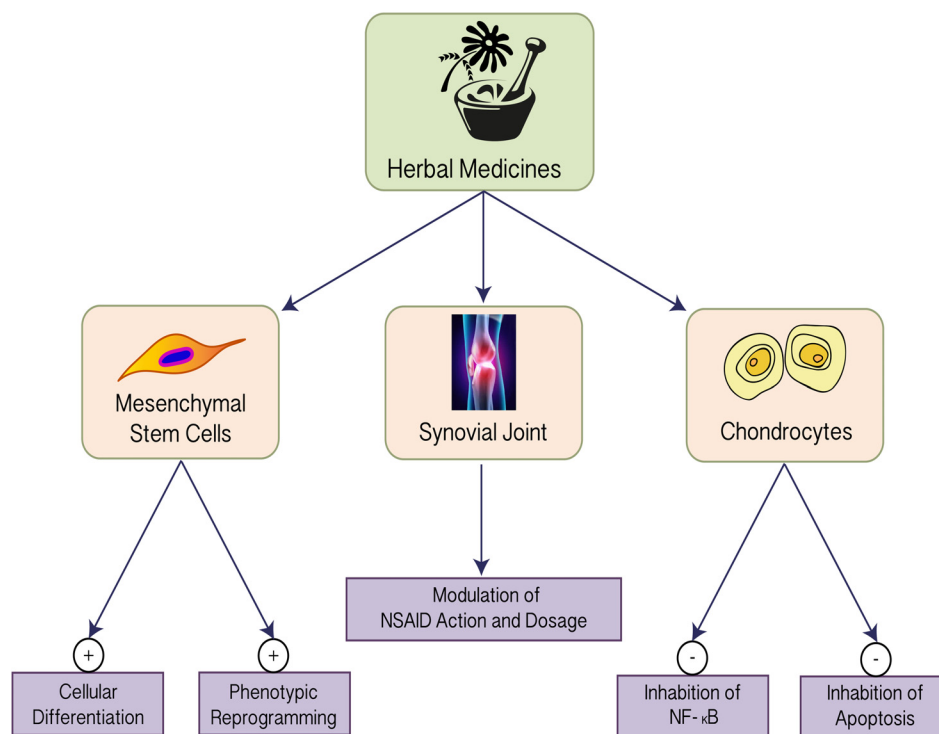 Herbal Medicines
Mesenchymal
Stem Cells
Synovial Joint
Chondrocytes
Modulation of
NSAID Action and Dosage
+
+
-
-
Cellular
Differentiation
Phenotypic
Reprogramming
Inhabition of
NF- κB
Inhabition of
Apoptosis